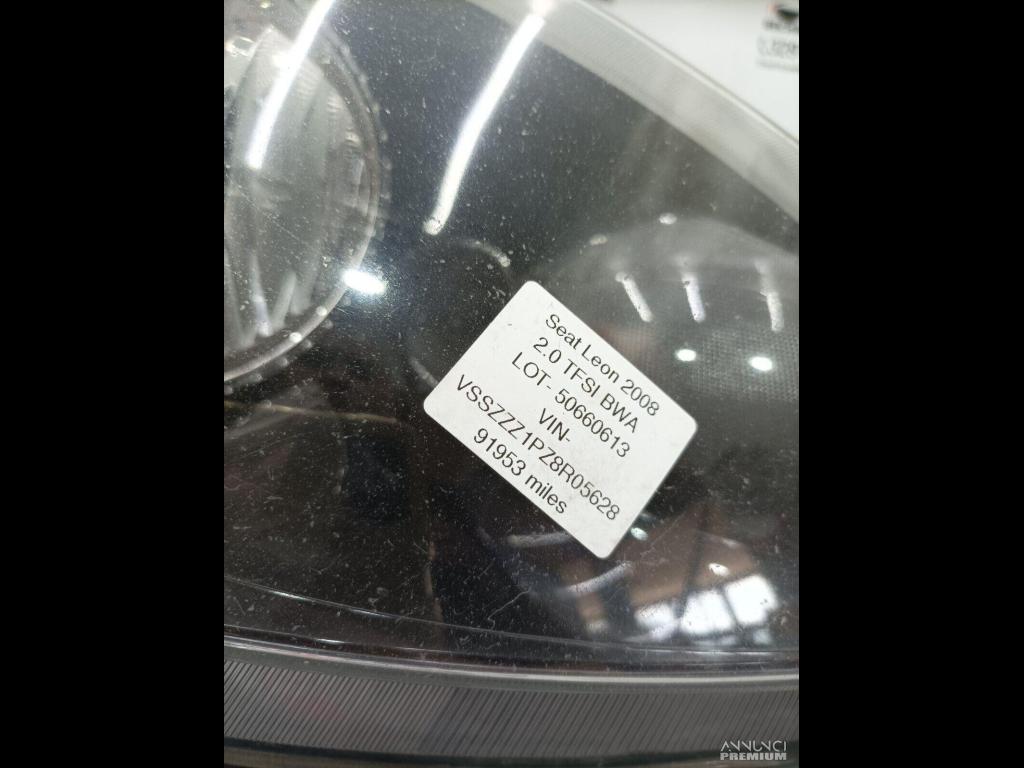 Seat Leon 2008
2.0 TFSI BWA
LOT- 50660613
VIN-
VSSZZZ1PZ8R05628
91953 miles
ANNUNCI
PREMIUM